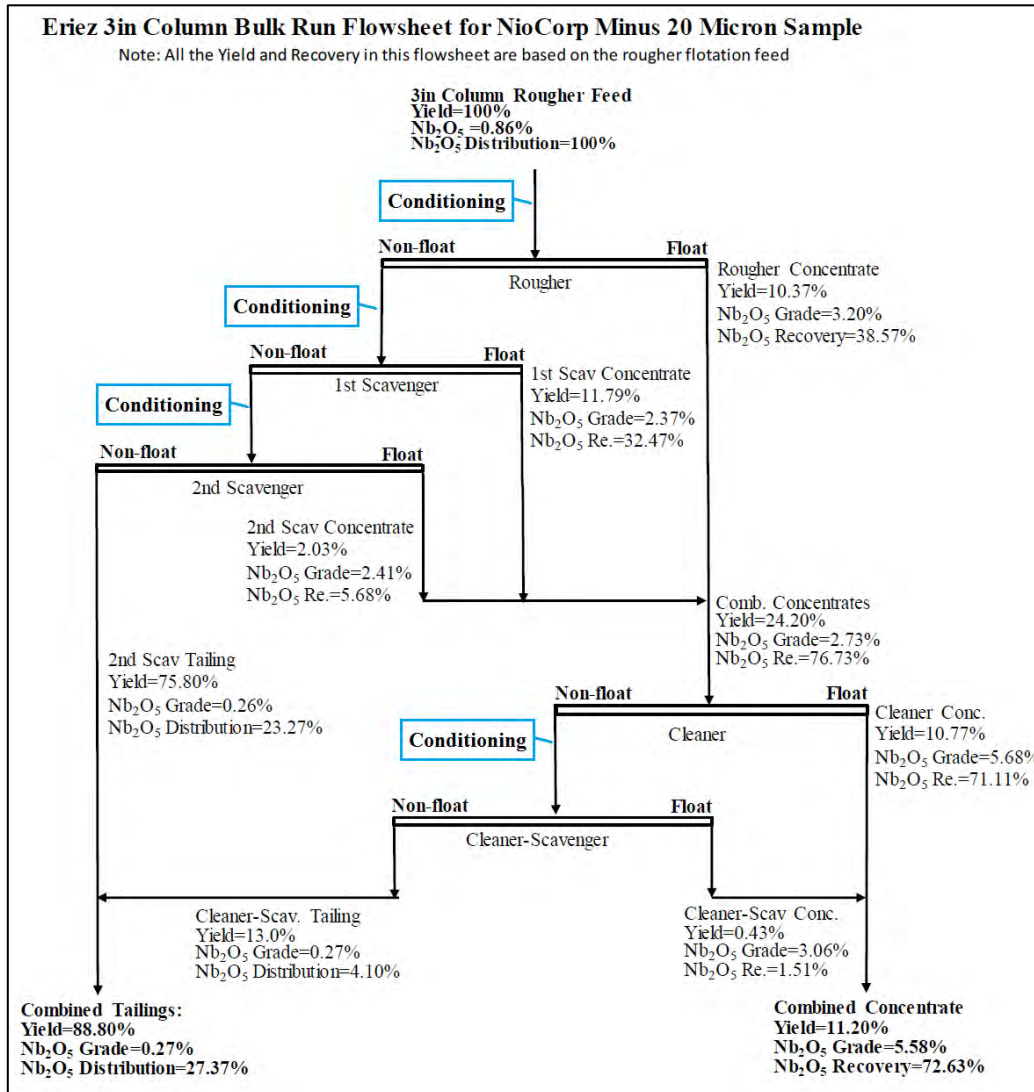 Eriez 3in Column Bulk Run Flowsheet for NioCorp Minus 20 Micron Sample
Note: All the Yield and Recovery in this flowsheet are based on the rougher flotation feed
3in Column Rougher Feed
Yield=100%
Nb₂O₅ =0.86%
Nb₂O₅ Distribution=100%
Conditioning
Non-float
Float
Rougher
Rougher Concentrate
Yield=10.37%
Nb₂O₅ Grade=3.20%
Nb₂O₅ Recovery=38.57%
Conditioning
Non-float
Float
1st Scavenger
1st Scav Concentrate
Yield=11.79%
Nb₂O₅ Grade=2.37%
Nb₂O₅ Re.=32.47%
Conditioning
Non-float
Float
2nd Scavenger
2nd Scav Concentrate
Yield=2.03%
Nb₂O₅ Grade=2.41%
Nb₂O₅ Re.=5.68%
Comb. Concentrates
Yield=24.20%
Nb₂O₅ Grade=2.73%
Nb₂O₅ Re.=76.73%
2nd Scav Tailing
Yield=75.80%
Nb₂O₅ Grade=0.26%
Nb₂O₅ Distribution=23.27%
Non-float
Float
Cleaner
Cleaner Conc.
Yield=10.77%
Nb₂O₅ Grade=5.68%
Nb₂O₅ Re.=71.11%
Conditioning
Non-float
Float
Cleaner-Scavenger
Cleaner-Scav. Tailing
Yield=13.0%
Nb₂O₅ Grade=0.27%
Nb₂O₅ Distribution=4.10%
Cleaner-Scav Conc.
Yield=0.43%
Nb₂O₅ Grade=3.06%
Nb₂O₅ Re.=1.51%
Combined Tailings:
Yield=88.80%
Nb₂O₅ Grade=0.27%
Nb₂O₅ Distribution=27.37%
Combined Concentrate
Yield=11.20%
Nb₂O₅ Grade=5.58%
Nb₂O₅ Recovery=72.63%